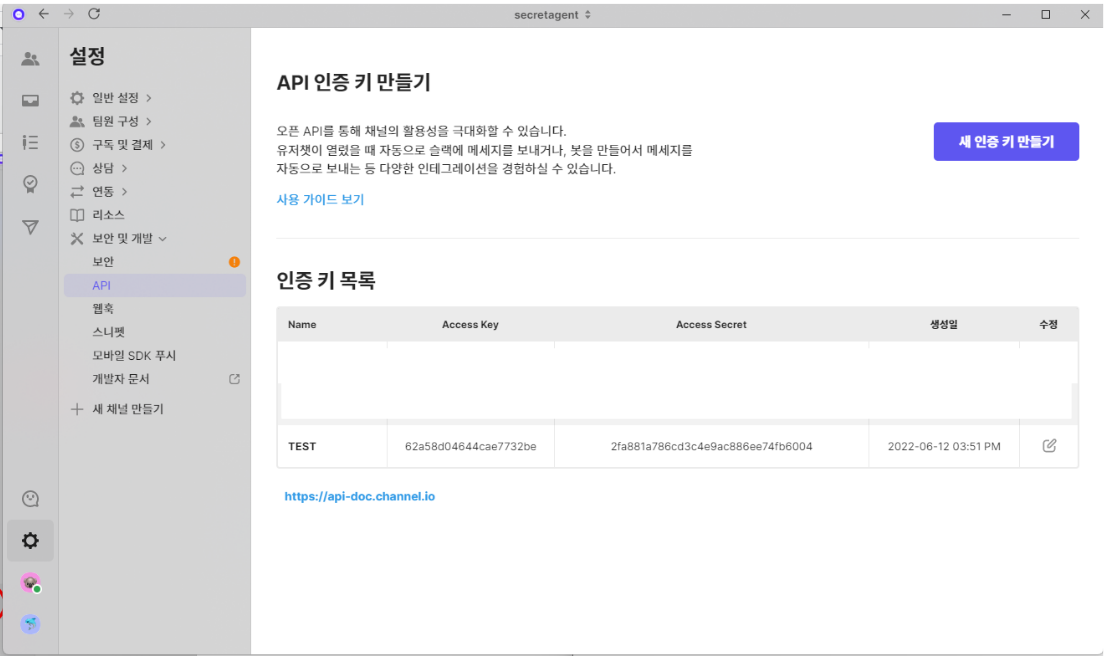 secretagent
설정
일반 설정
팀원 구성
구독 및 결제
상담
연동
리소스
보안 및 개발
보안
API
웹훅
스니펫
모바일 SDK 푸시
개발자 문서
새 채널 만들기
API 인증 키 만들기
오픈 API를 통해 채널의 활용성을 극대화할 수 있습니다.
유저챗이 열렸을 때 자동으로 슬랙에 메세지를 보내거나, 봇을 만들어서 메세지를
자동으로 보내는 등 다양한 인테그레이션을 경험하실 수 있습니다.
사용 가이드 보기
새 인증 키 만들기
인증 키 목록
Name Access Key Access Secret 생성일 수정
TEST 62a58d04644cae7732be 2fa881a786cd3c4e9ac886ee74fb6004 2022-06-12 03:51 PM
https://api-doc.channel.io